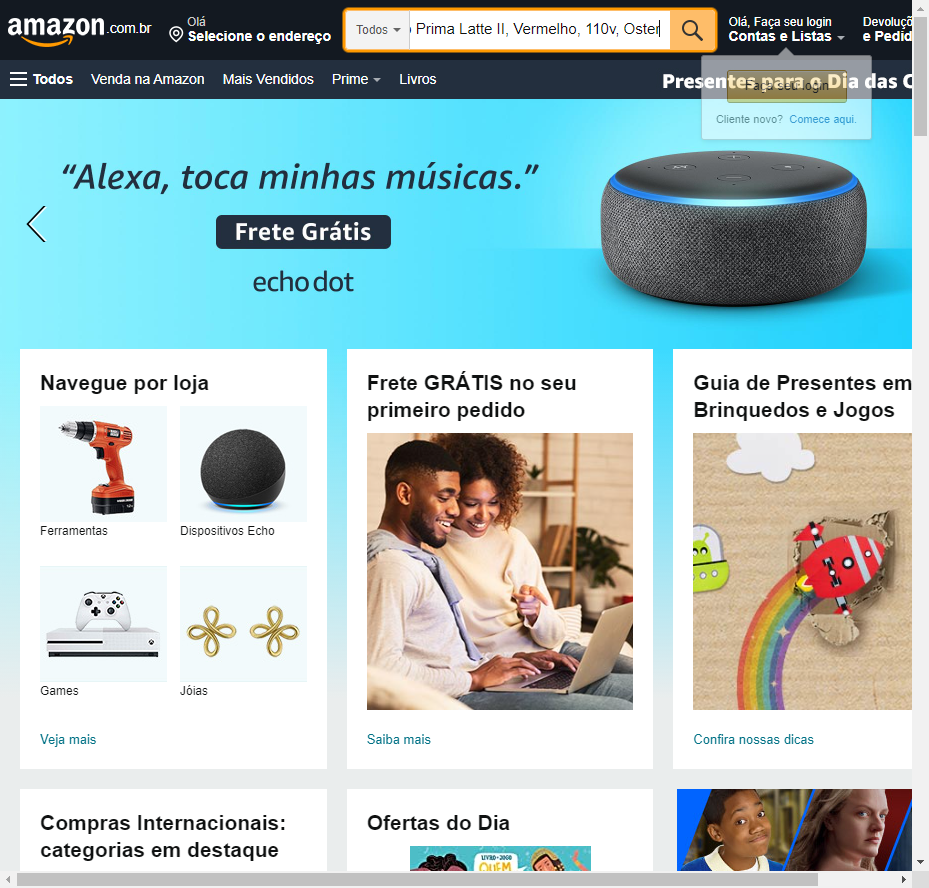 amazon.com.br
Olá
Selecione o endereço
Todos
Prima Latte II, Vermelho, 110v, Oster
Olá, Faça seu login
Contas e Listas
Devoluçõ
e Pedid
Todos
Venda na Amazon
Mais Vendidos
Prime
Livros
Presentes para o Dia das C
Faça seu login
Cliente novo? Comece aqui.
“Alexa, toca minhas músicas.”
Frete Grátis
echo dot
Navegue por loja
Ferramentas
Dispositivos Echo
Games
Jóias
Veja mais
Frete GRÁTIS no seu
primeiro pedido
Saiba mais
Guia de Presentes em
Brinquedos e Jogos
Confira nossas dicas
Compras Internacionais:
categorias em destaque
Ofertas do Dia
LIVRO + JOGO
QUEM